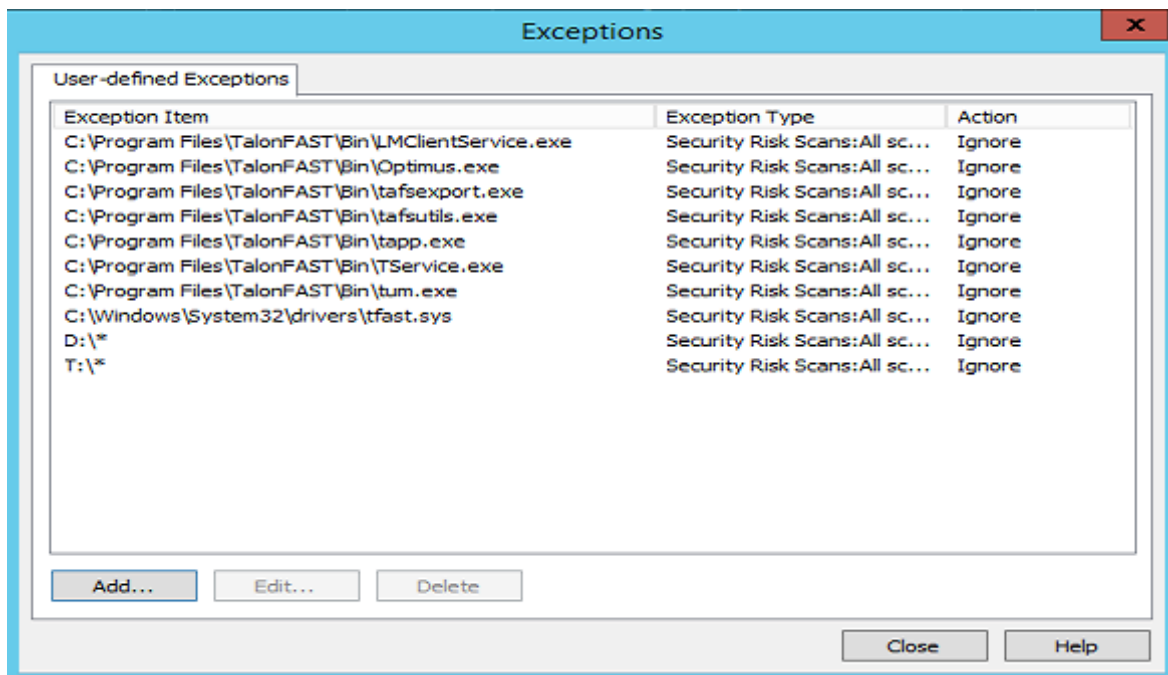 Exceptions
x
User-defined Exceptions
Exception Item Exception Type Action
C:\Program Files\TalonFAST\Bin\LMClientService.exe Security Risk Scans:All sc... Ignore
C:\Program Files\TalonFAST\Bin\Optimus.exe Security Risk Scans:All sc... Ignore
C:\Program Files\TalonFAST\Bin\tafsexport.exe Security Risk Scans:All sc... Ignore
C:\Program Files\TalonFAST\Bin\tafsutils.exe Security Risk Scans:All sc... Ignore
C:\Program Files\TalonFAST\Bin\tapp.exe Security Risk Scans:All sc... Ignore
C:\Program Files\TalonFAST\Bin\TService.exe Security Risk Scans:All sc... Ignore
C:\Program Files\TalonFAST\Bin\tum.exe Security Risk Scans:All sc... Ignore
C:\Windows\System32\drivers\tfast.sys Security Risk Scans:All sc... Ignore
D:\* Security Risk Scans:All sc... Ignore
T:\* Security Risk Scans:All sc... Ignore
Add... Edit... Delete
Close Help